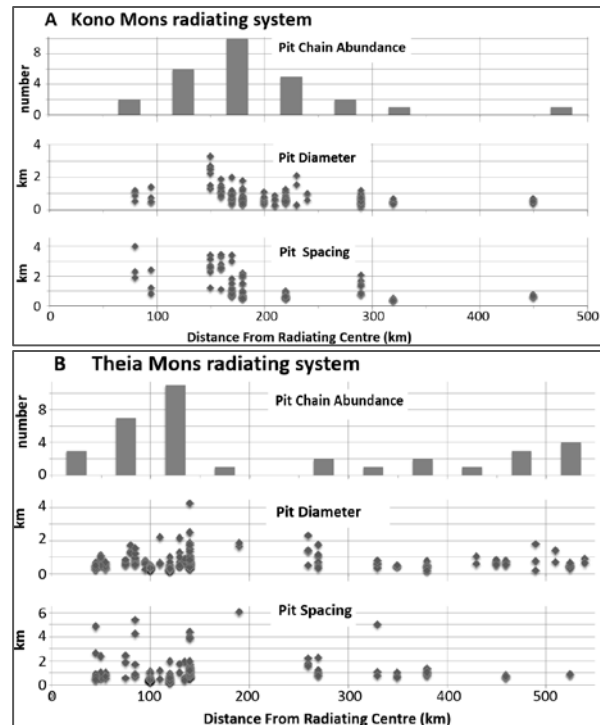 A Kono Mons radiating system
Pit Chain Abundance
number
8
4
0
Pit Diameter
km
4
2
0
Pit Spacing
km
4
2
0
0 100 200 300 400 500
Distance From Radiating Centre (km)
B Theia Mons radiating system
Pit Chain Abundance
number
8
4
0
Pit Diameter
km
4
2
0
Pit Spacing
km
6
4
2
0
0 100 200 300 400 500
Distance From Radiating Centre (km)